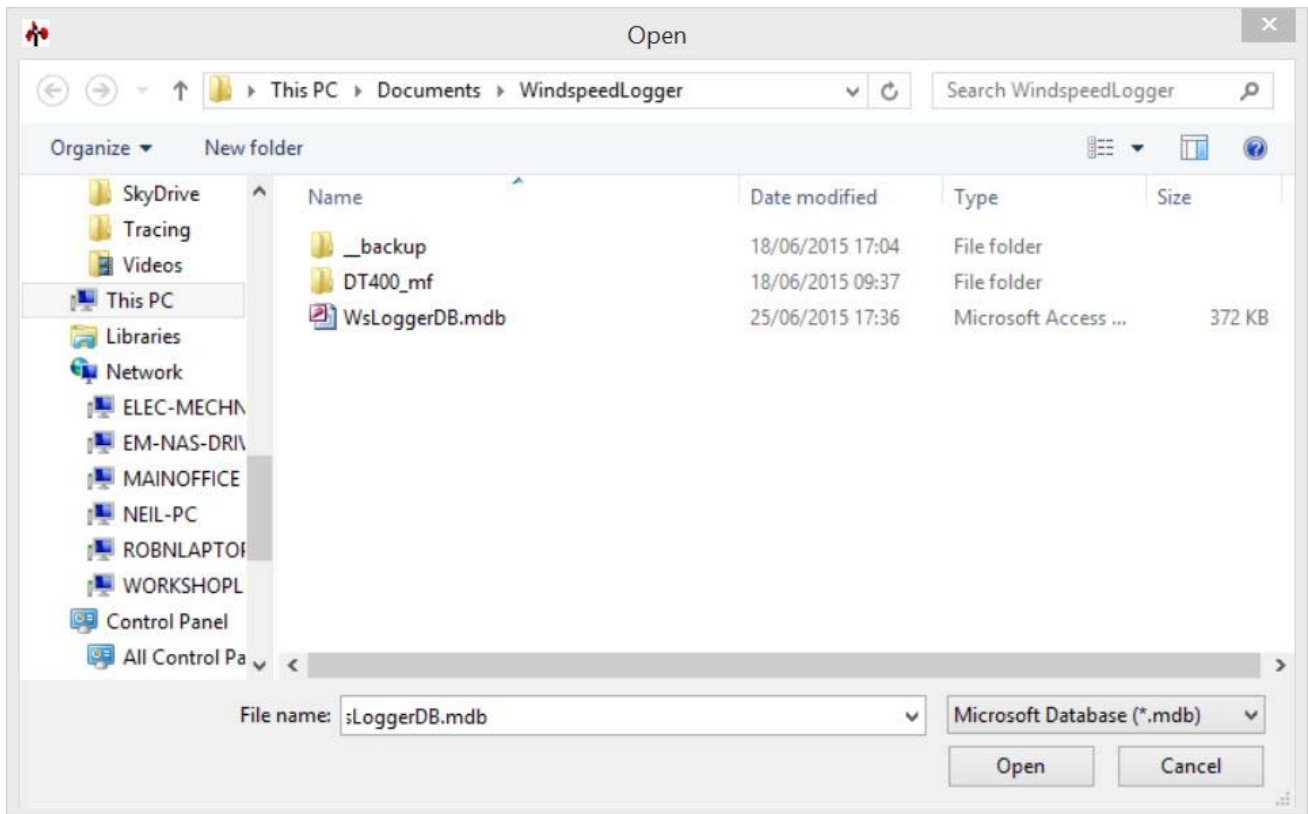 Open
This PC Documents WindspeedLogger
Search WindspeedLogger
Organize New folder
SkyDrive
Tracing
Videos
This PC
Libraries
Network
ELEC-MECHN
EM-NAS-DRIV
MAINOFFICE
NEIL-PC
ROBNLAPTOP
WORKSHOPL
Control Panel
All Control Pa
Name Date modified Type Size
__backup 18/06/2015 17:04 File folder
DT400_mf 18/06/2015 09:37 File folder
WsLoggerDB.mdb 25/06/2015 17:36 Microsoft Access ... 372 KB
File name: sLoggerDB.mdb Microsoft Database (*.mdb)
Open Cancel